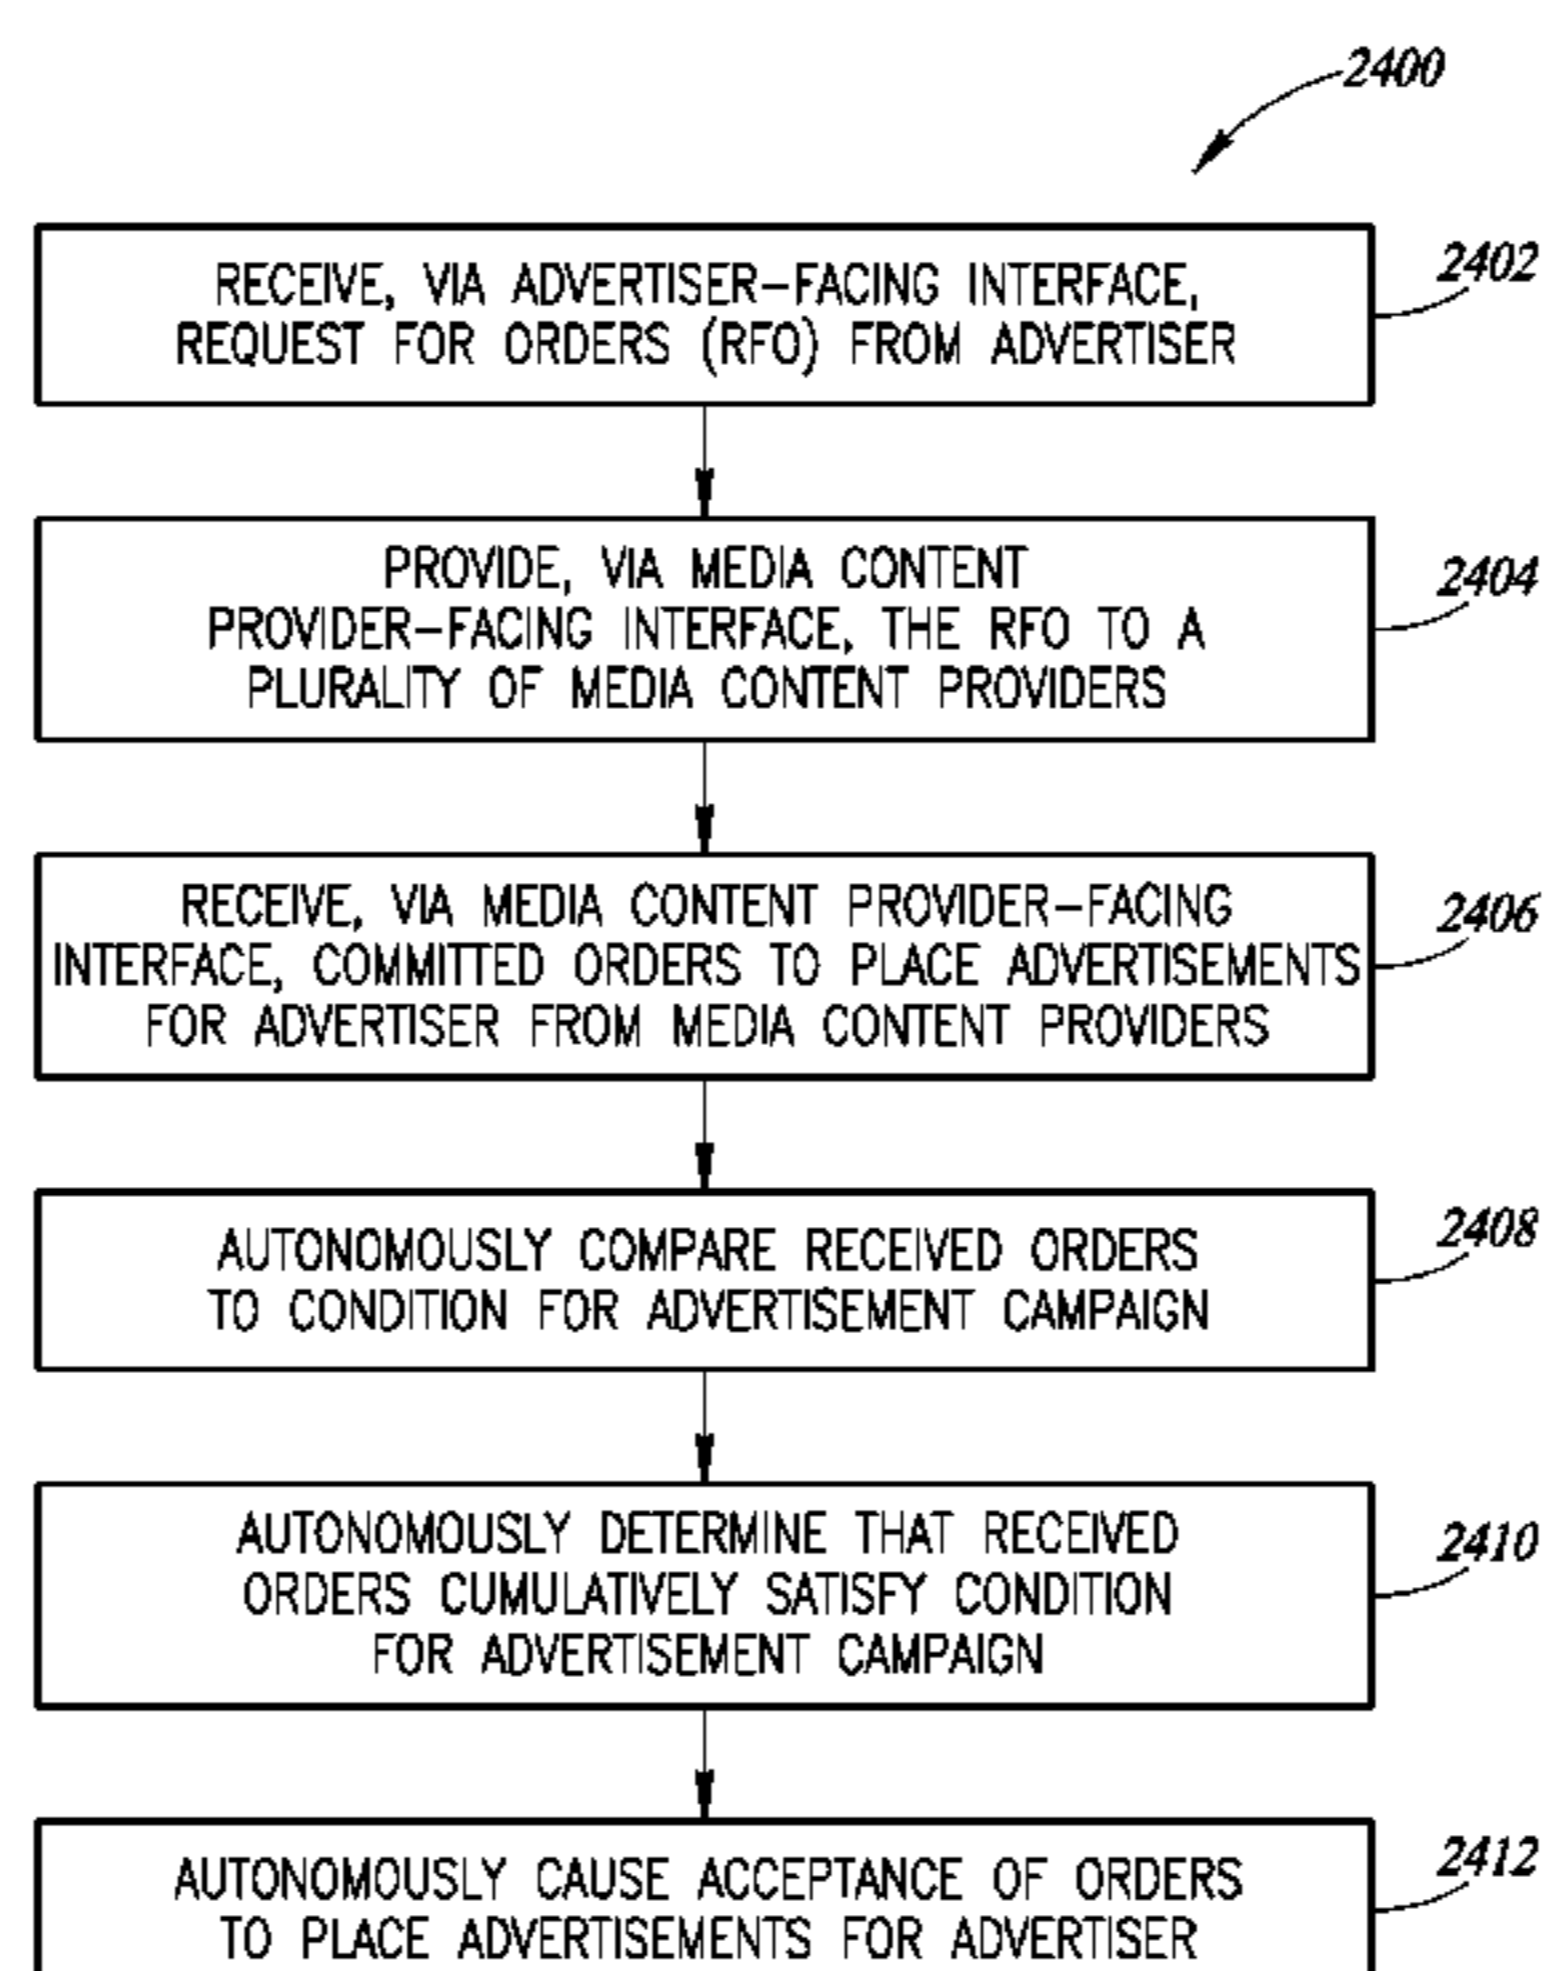 2400
RECEIVE, VIA ADVERTISER-FACING INTERFACE,
REQUEST FOR ORDERS (RFO) FROM ADVERTISER
2402
PROVIDE, VIA MEDIA CONTENT
PROVIDER-FACING INTERFACE, THE RFO TO A
PLURALITY OF MEDIA CONTENT PROVIDERS
2404
RECEIVE, VIA MEDIA CONTENT PROVIDER-FACING
INTERFACE, COMMITTED ORDERS TO PLACE ADVERTISEMENTS
FOR ADVERTISER FROM MEDIA CONTENT PROVIDERS
2406
AUTONOMOUSLY COMPARE RECEIVED ORDERS
TO CONDITION FOR ADVERTISEMENT CAMPAIGN
2408
AUTONOMOUSLY DETERMINE THAT RECEIVED
ORDERS CUMULATIVELY SATISFY CONDITION
FOR ADVERTISEMENT CAMPAIGN
2410
AUTONOMOUSLY CAUSE ACCEPTANCE OF ORDERS
TO PLACE ADVERTISEMENTS FOR ADVERTISER
2412